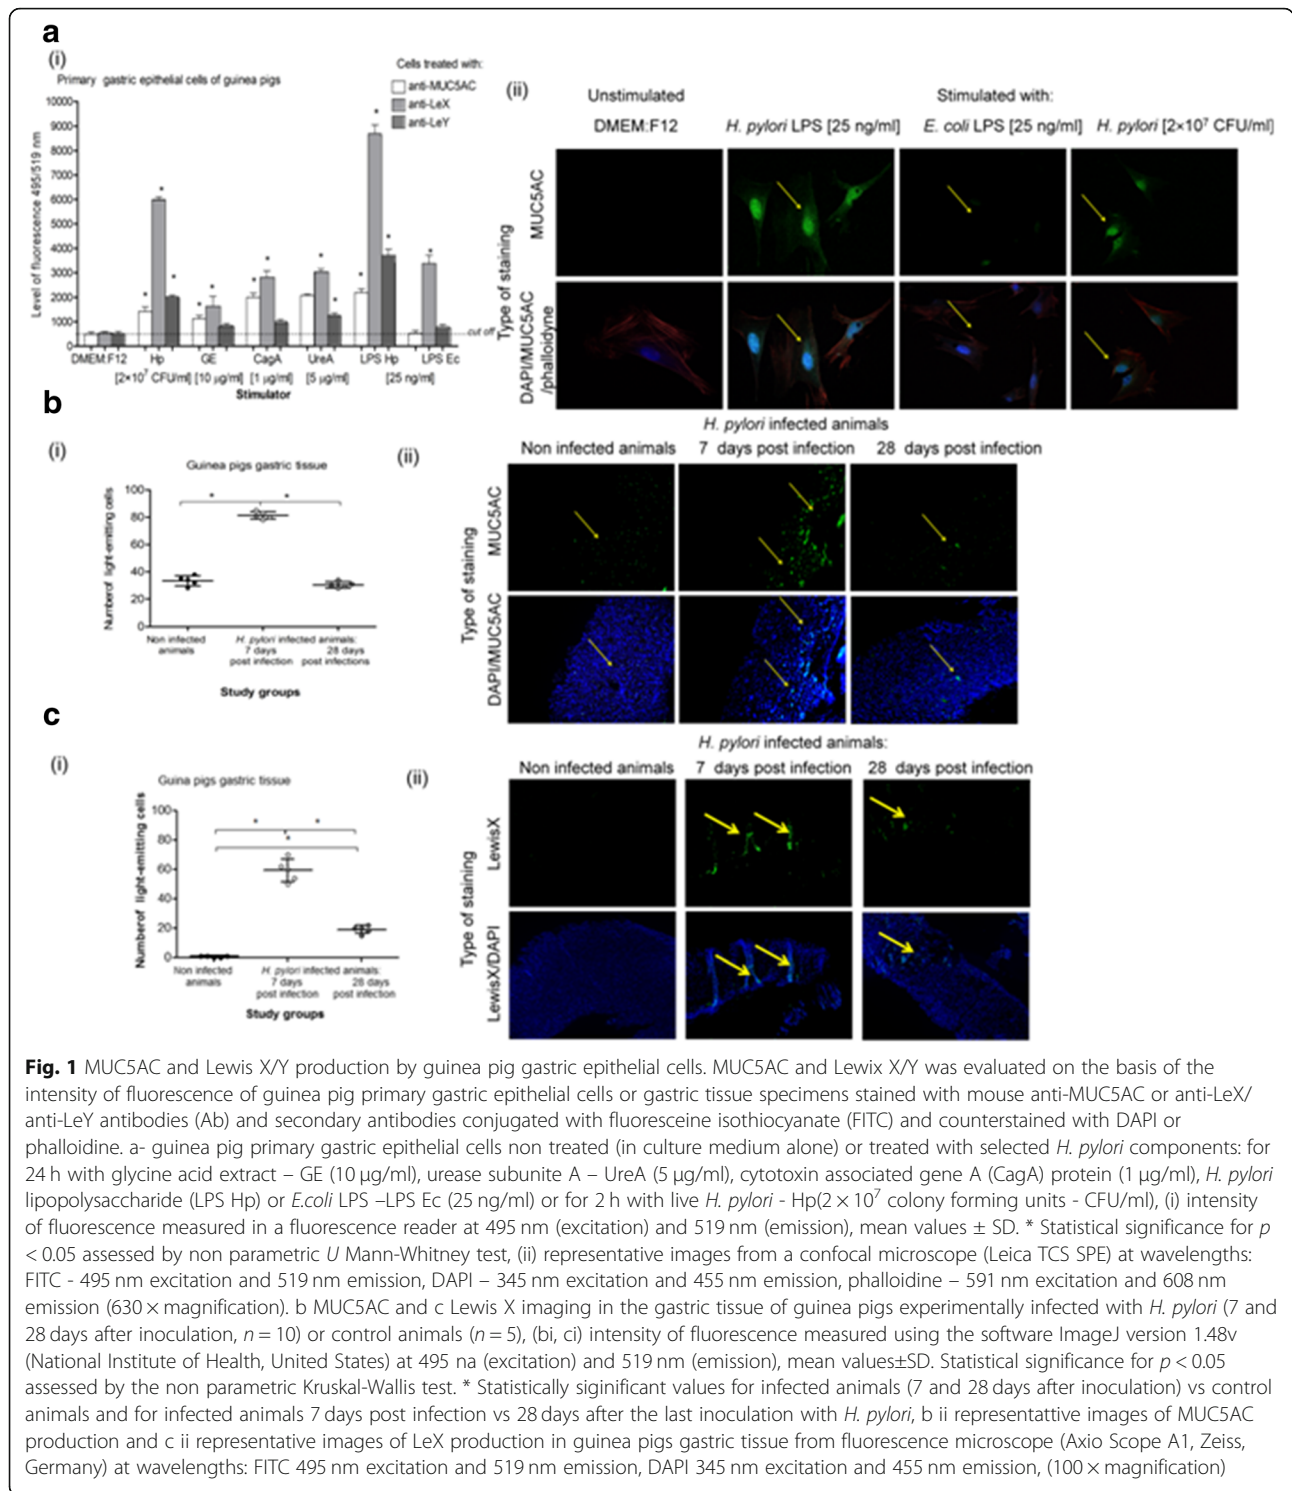 a
(i)
Primary gastric epithelial cells of guinea pigs
Cells treated with:
anti-MUC5AC
anti-LeX
anti-LeY
Level of fluorescence 495/519 nm
10000
9000
8000
7000
6000
5000
4000
3000
2000
1000
0
cut off
DMEM:F12 Hp GE CagA UreA LPS Hp LPS Ec
[2×10⁷ CFU/ml] [10 µg/ml] [1 µg/ml] [5 µg/ml] [25 ng/ml]
Stimulator
(ii)
Unstimulated
Stimulated with:
DMEM:F12 H. pylori LPS [25 ng/ml] E. coli LPS [25 ng/ml] H. pylori [2×10⁷ CFU/ml]
Type of staining
MUC5AC
DAPI/MUC5AC
/phalloidyne
b
(i)
Guinea pigs gastric tissue
Numberof light-emitting cells
100
80
60
40
20
0
Non infected
animals
H. pylori infected animals:
7 days
post infection
28 days
post infections
Study groups
(ii)
H. pylori infected animals
Non infected animals 7 days post infection 28 days post infection
Type of staining
MUC5AC
DAPI/MUC5AC
c
(i)
Guina pigs gastric tissue
Numberof light-emitting cells
100
80
60
40
20
0
Non infected
animals
H. pylori infected animals:
7 days
post infection
28 days
post infection
Study groups
(ii)
H. pylori infected animals:
Non infected animals 7 days post infection 28 days post infection
Type of staining
LewisX
LewisX/DAPI
Fig. 1 MUC5AC and Lewis X/Y production by guinea pig gastric epithelial cells. MUC5AC and Lewix X/Y was evaluated on the basis of the
intensity of fluorescence of guinea pig primary gastric epithelial cells or gastric tissue specimens stained with mouse anti-MUC5AC or anti-LeX/
anti-LeY antibodies (Ab) and secondary antibodies conjugated with fluoresceine isothiocyanate (FITC) and counterstained with DAPI or
phalloidine. a- guinea pig primary gastric epithelial cells non treated (in culture medium alone) or treated with selected H. pylori components: for
24 h with glycine acid extract – GE (10 µg/ml), urease subunite A – UreA (5 µg/ml), cytotoxin associated gene A (CagA) protein (1 µg/ml), H. pylori
lipopolysaccharide (LPS Hp) or E.coli LPS –LPS Ec (25 ng/ml) or for 2 h with live H. pylori - Hp(2 × 10⁷ colony forming units - CFU/ml), (i) intensity
of fluorescence measured in a fluorescence reader at 495 nm (excitation) and 519 nm (emission), mean values ± SD. * Statistical significance for p
< 0.05 assessed by non parametric U Mann-Whitney test, (ii) representative images from a confocal microscope (Leica TCS SPE) at wavelengths:
FITC - 495 nm excitation and 519 nm emission, DAPI – 345 nm excitation and 455 nm emission, phalloidine – 591 nm excitation and 608 nm
emission (630 × magnification). b MUC5AC and c Lewis X imaging in the gastric tissue of guinea pigs experimentally infected with H. pylori (7 and
28 days after inoculation, n = 10) or control animals (n = 5), (bi, ci) intensity of fluorescence measured using the software ImageJ version 1.48v
(National Institute of Health, United States) at 495 na (excitation) and 519 nm (emission), mean values±SD. Statistical significance for p < 0.05
assessed by the non parametric Kruskal-Wallis test. * Statistically siginificant values for infected animals (7 and 28 days after inoculation) vs control
animals and for infected animals 7 days post infection vs 28 days after the last inoculation with H. pylori, b ii representattive images of MUC5AC
production and c ii representative images of LeX production in guinea pigs gastric tissue from fluorescence microscope (Axio Scope A1, Zeiss,
Germany) at wavelengths: FITC 495 nm excitation and 519 nm emission, DAPI 345 nm excitation and 455 nm emission, (100 × magnification)